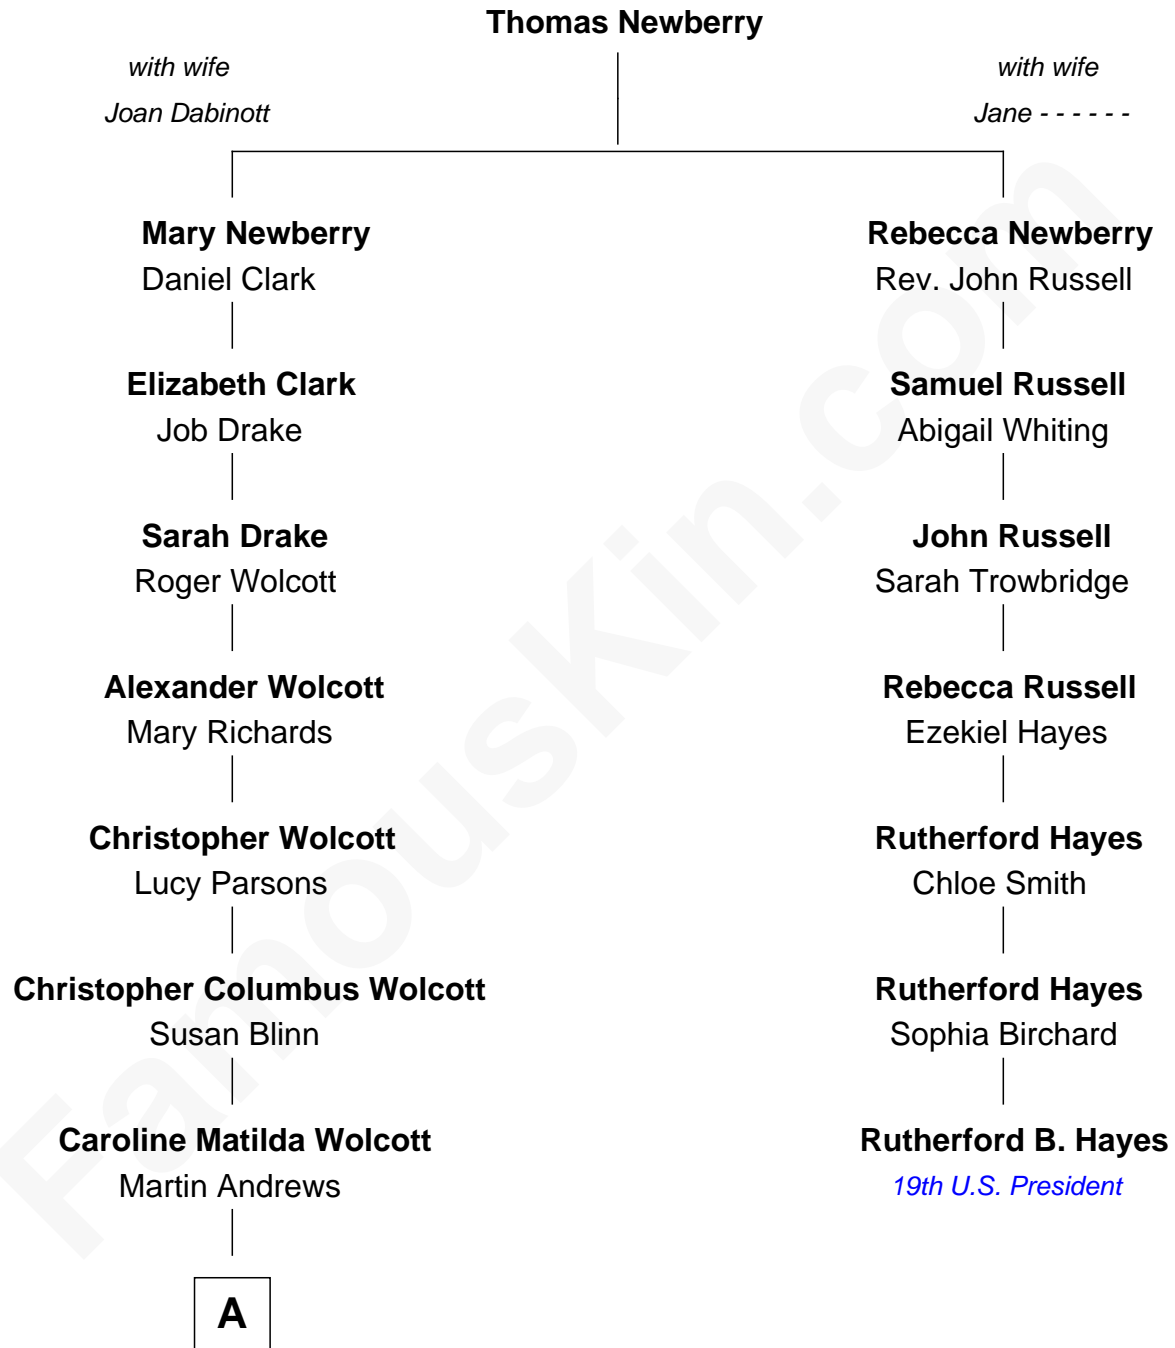 Thomas Newberry
with wife
Joan Dabinott
with wife
Jane - - - - - -
Mary Newberry
Daniel Clark
Rebecca Newberry
Rev. John Russell
Elizabeth Clark
Job Drake
Samuel Russell
Abigail Whiting
Sarah Drake
Roger Wolcott
John Russell
Sarah Trowbridge
Alexander Wolcott
Mary Richards
Rebecca Russell
Ezekiel Hayes
Christopher Wolcott
Lucy Parsons
Rutherford Hayes
Chloe Smith
Christopher Columbus Wolcott
Susan Blinn
Rutherford Hayes
Sophia Birchard
Caroline Matilda Wolcott
Martin Andrews
Rutherford B. Hayes
19th U.S. President
A
FamousKin.com